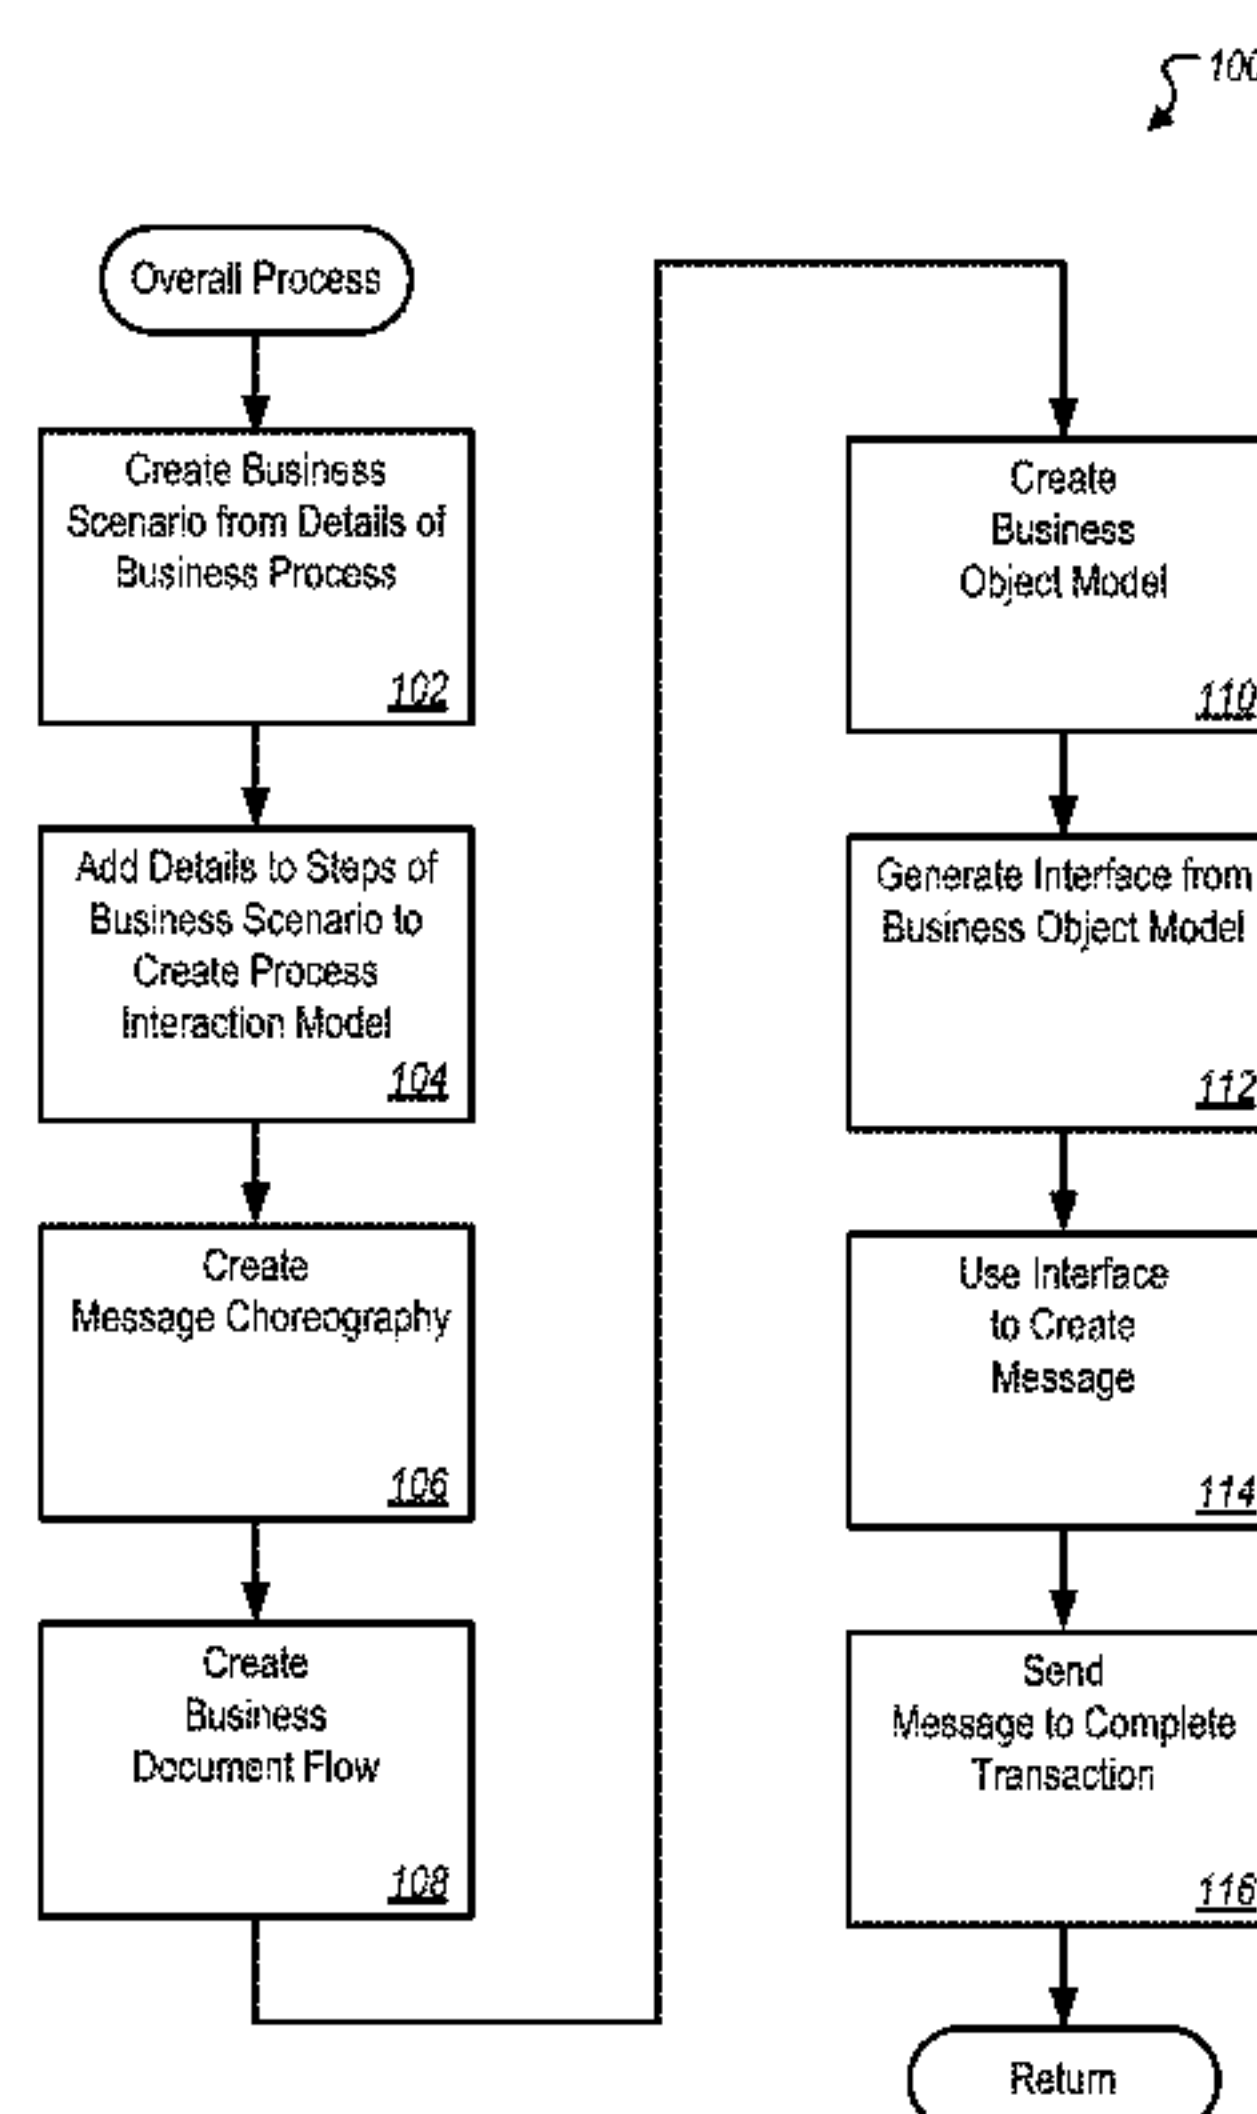 100
Overall Process
Create Business
Scenario from Details of
Business Process
102
Add Details to Steps of
Business Scenario to
Create Process
Interaction Model
104
Create
Message Choreography
106
Create
Business
Document Flow
108
Create
Business
Object Model
110
Generate Interface from
Business Object Model
112
Use Interface
to Create
Message
114
Send
Message to Complete
Transaction
116
Return